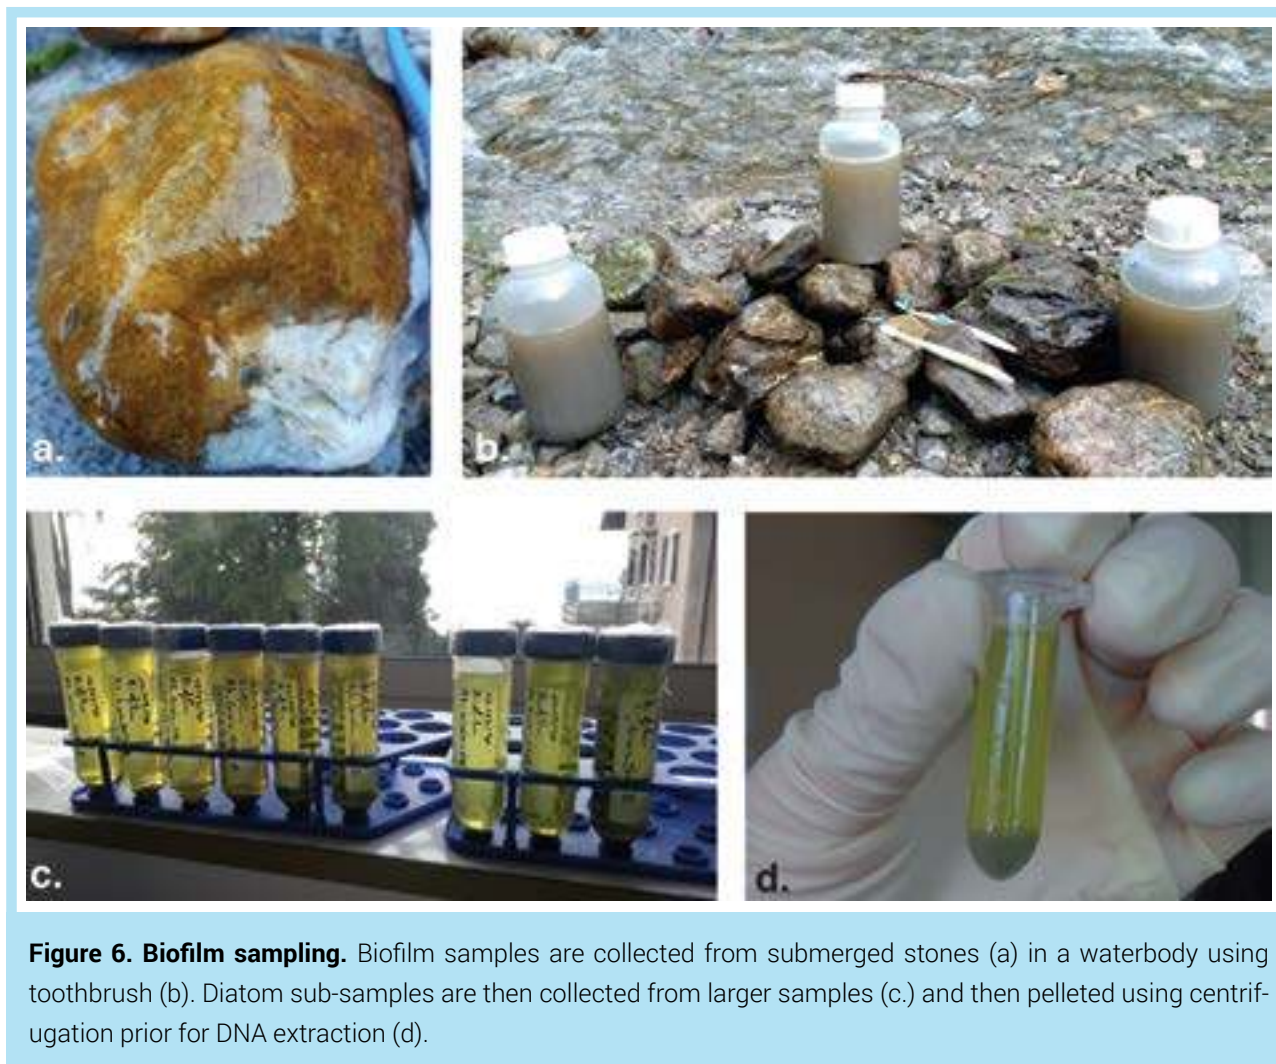 a.
b.
c.
d.
Figure 6. Biofilm sampling. Biofilm samples are collected from submerged stones (a) in a waterbody using
toothbrush (b). Diatom sub-samples are then collected from larger samples (c.) and then pelleted using centrif-
ugation prior for DNA extraction (d).